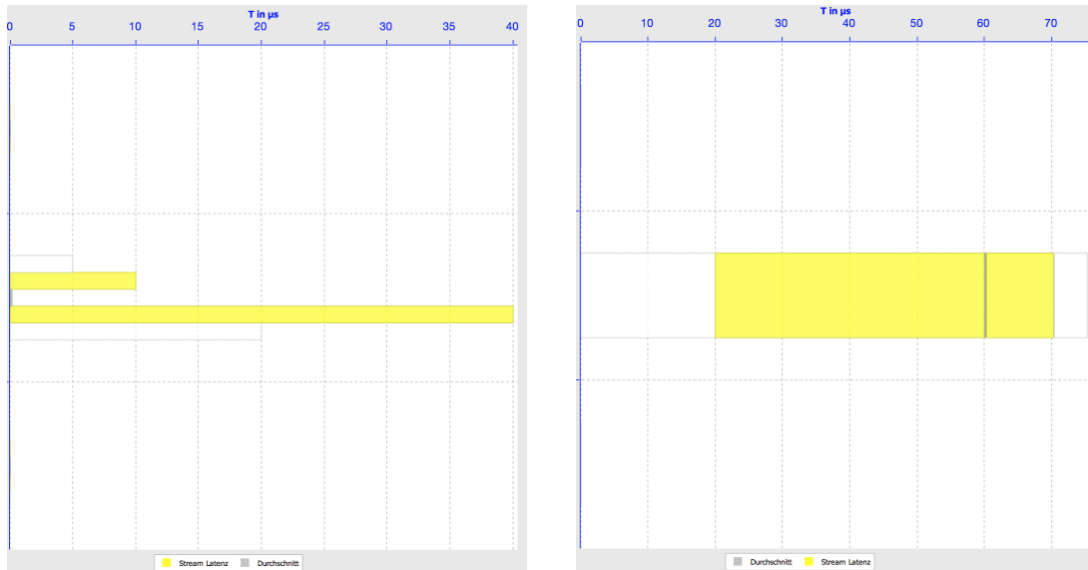 T in µs
0 5 10 15 20 25 30 35 40
Stream Latenz Durchschnitt
T in µs
0 10 20 30 40 50 60 70
Durchschnitt Stream Latenz